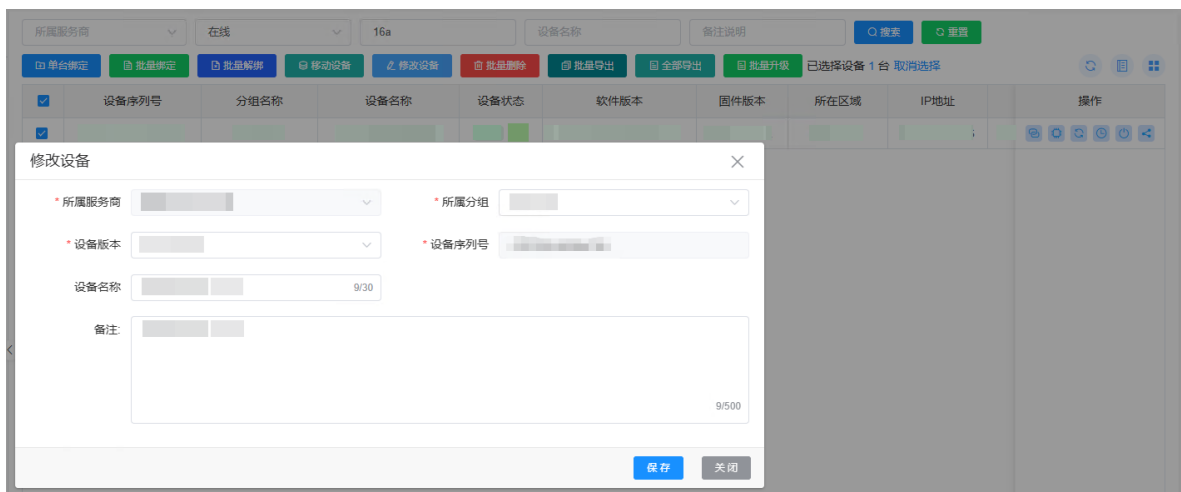 所属服务商 在线 16a 设备名称 备注说明 搜索 重置
单台绑定 批量绑定 批量解绑 移动设备 修改设备 批量删除 批量导出 全部导出 批量升级 已选择设备 1 台 取消选择
设备序列号 分组名称 设备名称 设备状态 软件版本 固件版本 所在区域 IP地址 操作
修改设备
* 所属服务商 * 所属分组
* 设备版本 * 设备序列号
设备名称 9/30
备注:
9/500
保存 关闭